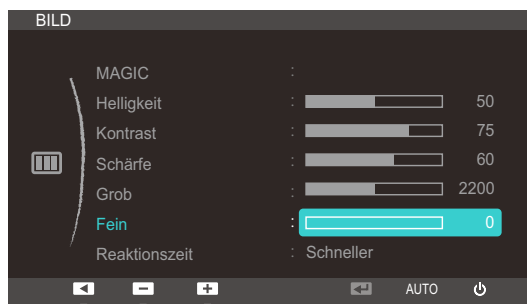 BILD
MAGIC :
Helligkeit : 50
Kontrast : 75
Schärfe : 60
Grob : 2200
Fein : 0
Reaktionszeit : Schneller
AUTO